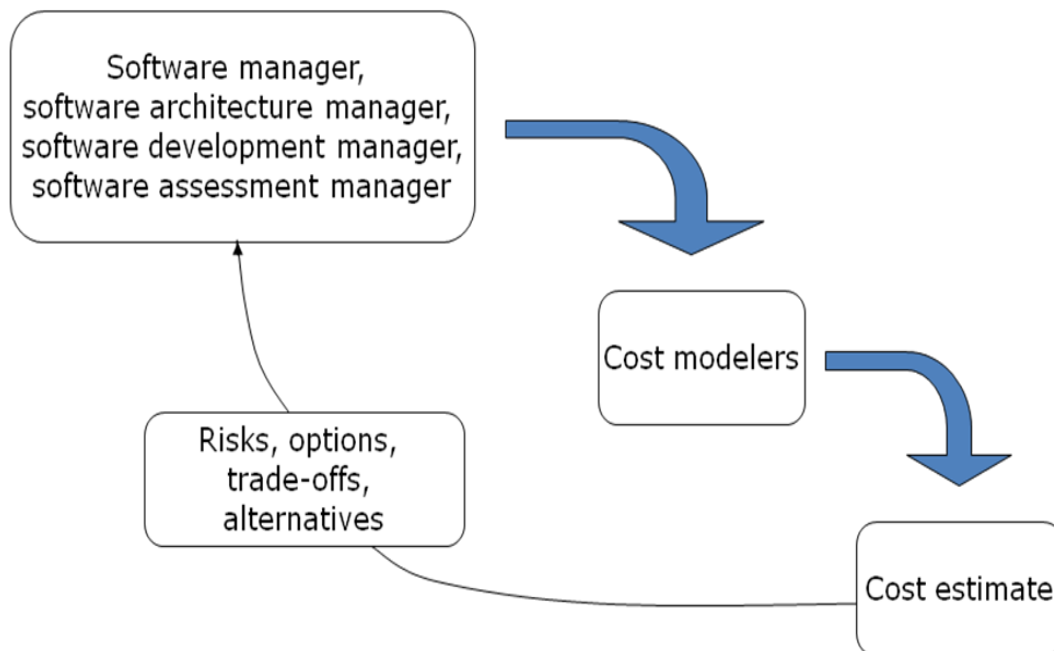 Software manager,
software architecture manager,
software development manager,
software assessment manager
Cost modelers
Risks, options,
trade-offs,
alternatives
Cost estimate